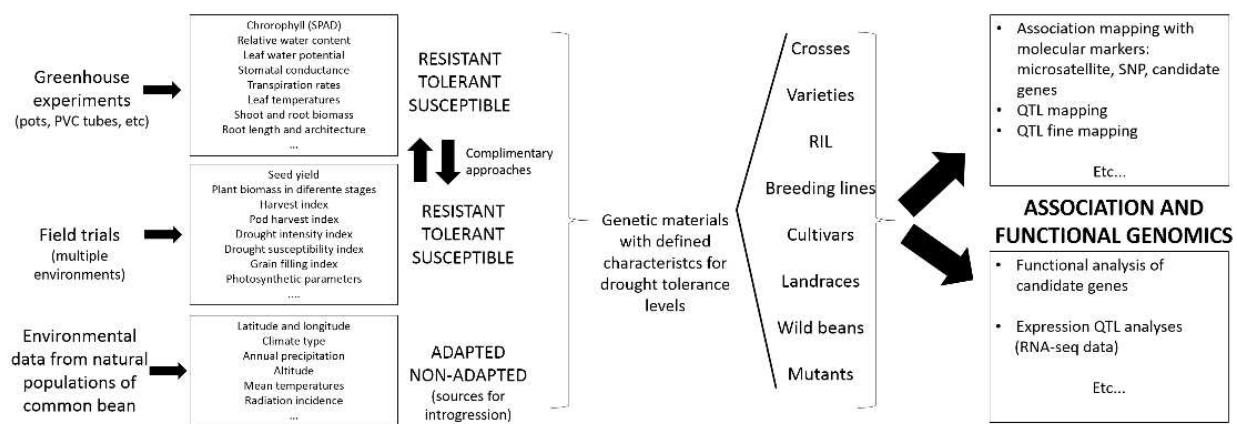 Greenhouse
experiments
(pots, PVC tubes, etc)
Chrorophyll (SPAD)
Relative water content
Leaf water potential
Stomatal conductance
Transpiration rates
Leaf temperatures
Shoot and root biomass
Root length and architecture
...
RESISTANT
TOLERANT
SUSCEPTIBLE
Complimentary
approaches
Field trials
(multiple
environments)
Seed yield
Plant biomass in diferente stages
Harvest index
Pod harvest index
Drought intensity index
Drought susceptibility index
Grain filling index
Photosynthetic parameters
....
RESISTANT
TOLERANT
SUSCEPTIBLE
Environmental
data from natural
populations of
common bean
Latitude and longitude
Climate type
Annual precipitation
Altitude
Mean temperatures
Radiation incidence
...
ADAPTED
NON-ADAPTED
(sources for
introgression)
Genetic materials
with defined
characteristcs for
drought tolerance
levels
Crosses
Varieties
RIL
Breeding lines
Cultivars
Landraces
Wild beans
Mutants
• Association mapping with
molecular markers:
microsatellite, SNP, candidate
genes
• QTL mapping
• QTL fine mapping
Etc...
ASSOCIATION AND
FUNCTIONAL GENOMICS
• Functional analysis of
candidate genes
• Expression QTL analyses
(RNA-seq data)
Etc...